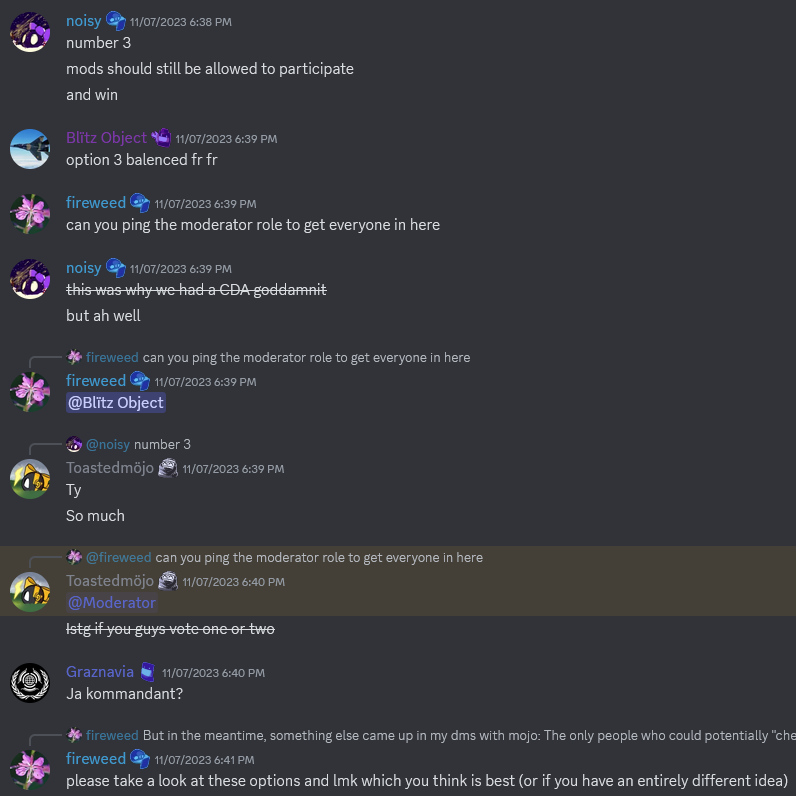 noisy 11/07/2023 6:38 PM
number 3
mods should still be allowed to participate
and win
Blītz Object 11/07/2023 6:39 PM
option 3 balenced fr fr
fireweed 11/07/2023 6:39 PM
can you ping the moderator role to get everyone in here
noisy 11/07/2023 6:39 PM
this was why we had a CDA goddamnit
but ah well
fireweed can you ping the moderator role to get everyone in here
fireweed 11/07/2023 6:39 PM
@Blītz Object
@noisy number 3
Toastedmöjo 11/07/2023 6:39 PM
Ty
So much
@fireweed can you ping the moderator role to get everyone in here
Toastedmöjo 11/07/2023 6:40 PM
@Moderator
Istg if you guys vote one or two
Graznavia 11/07/2023 6:40 PM
Ja kommandant?
fireweed But in the meantime, something else came up in my dms with mojo: The only people who could potentially "che
fireweed 11/07/2023 6:41 PM
please take a look at these options and lmk which you think is best (or if you have an entirely different idea)